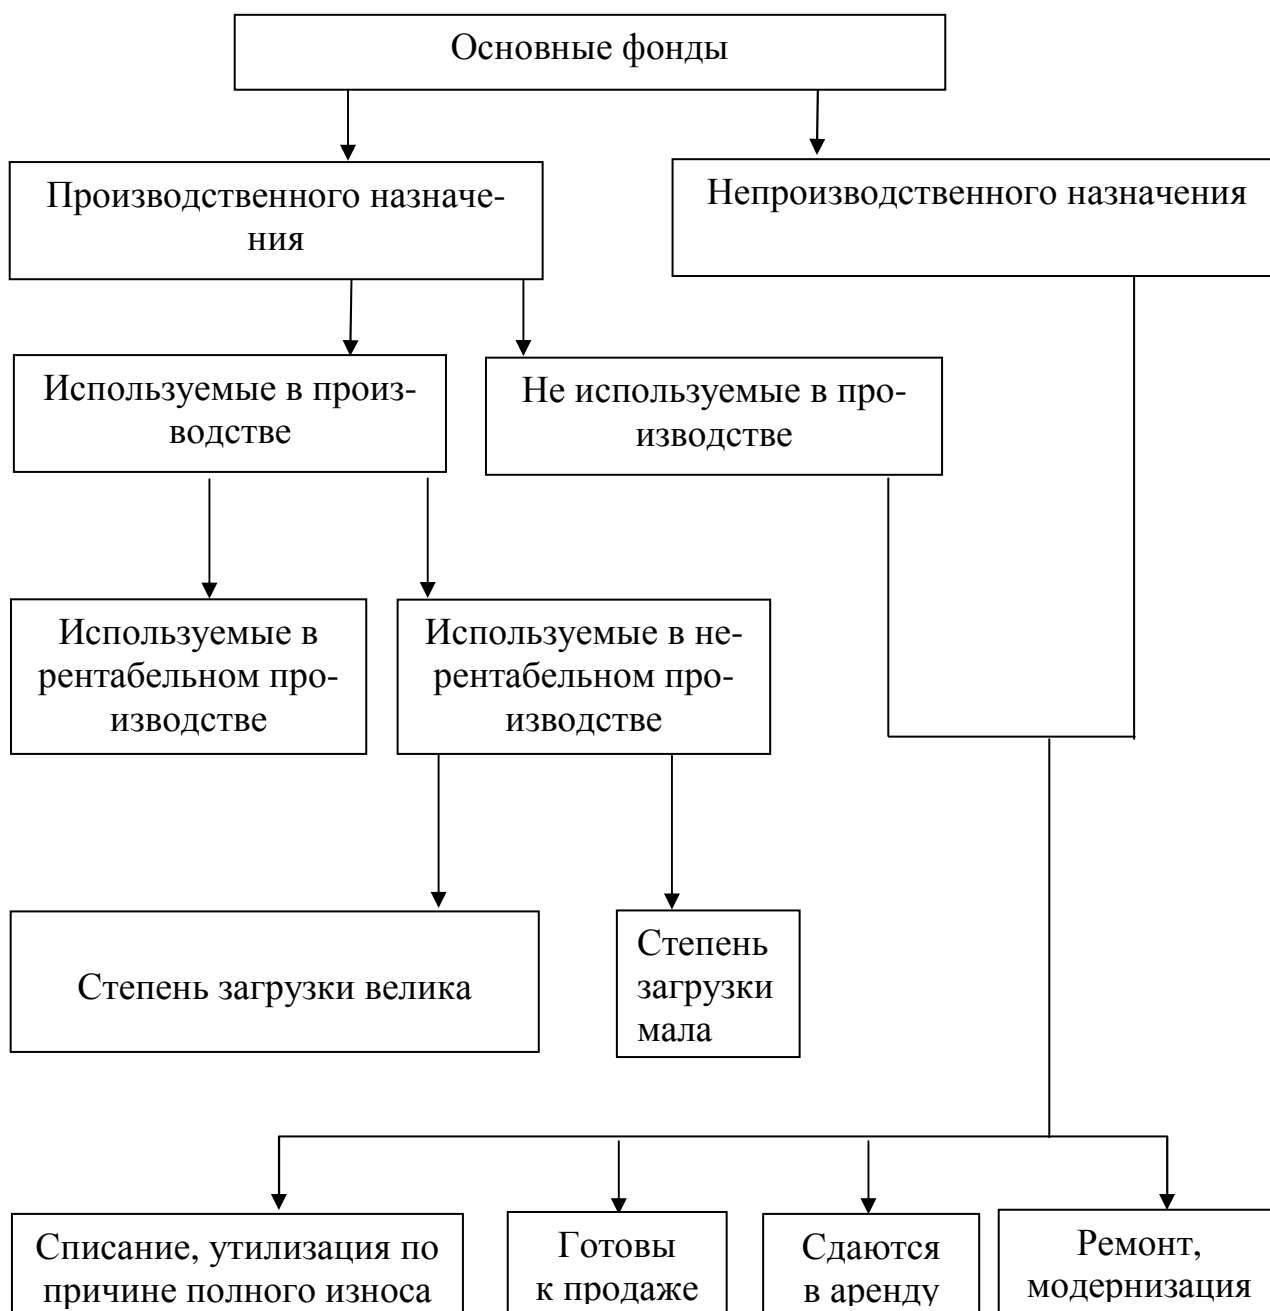 Основные фонды
Производственного назначе-
ния
Непроизводственного назначения
Используемые в произ-
водстве
Не используемые в про-
изводстве
Используемые в
рентабельном про-
изводстве
Используемые в не-
рентабельном про-
изводстве
Степень загрузки велика
Степень
загрузки
мала
Списание, утилизация по
причине полного износа
Готовы
к продаже
Сдаются
в аренду
Ремонт,
модернизация